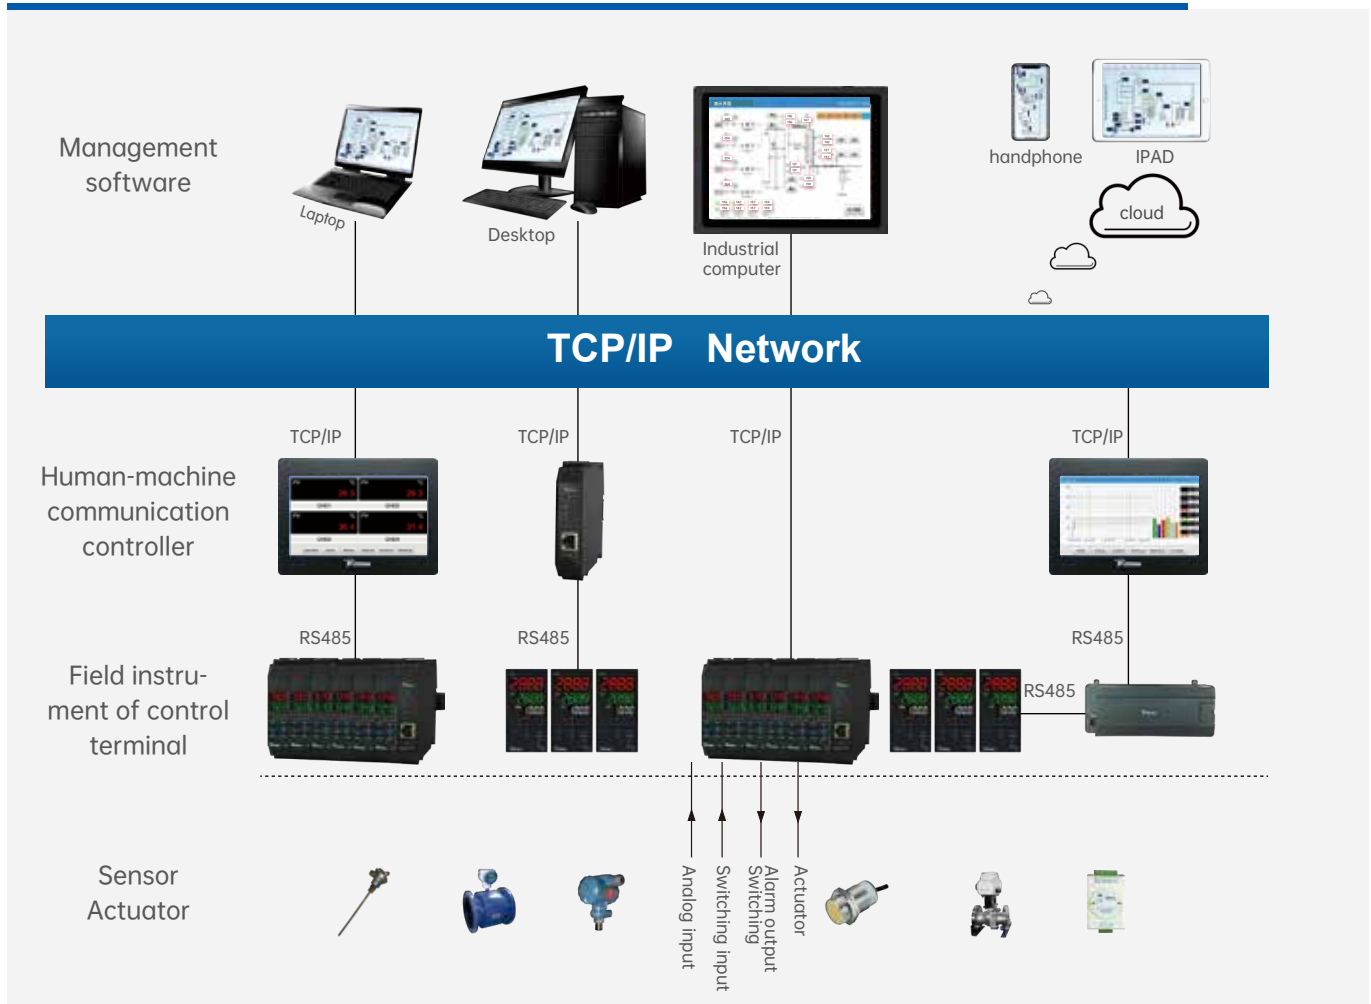 Management
software
Laptop
Desktop
Industrial
computer
handphone
IPAD
cloud
TCP/IP Network
TCP/IP
TCP/IP
TCP/IP
TCP/IP
Human-machine
communication
controller
RS485
RS485
RS485
Field instru-
ment of control
terminal
RS485
Sensor
Actuator
Analog input
Switching input
Alarm output
Switching
Actuator